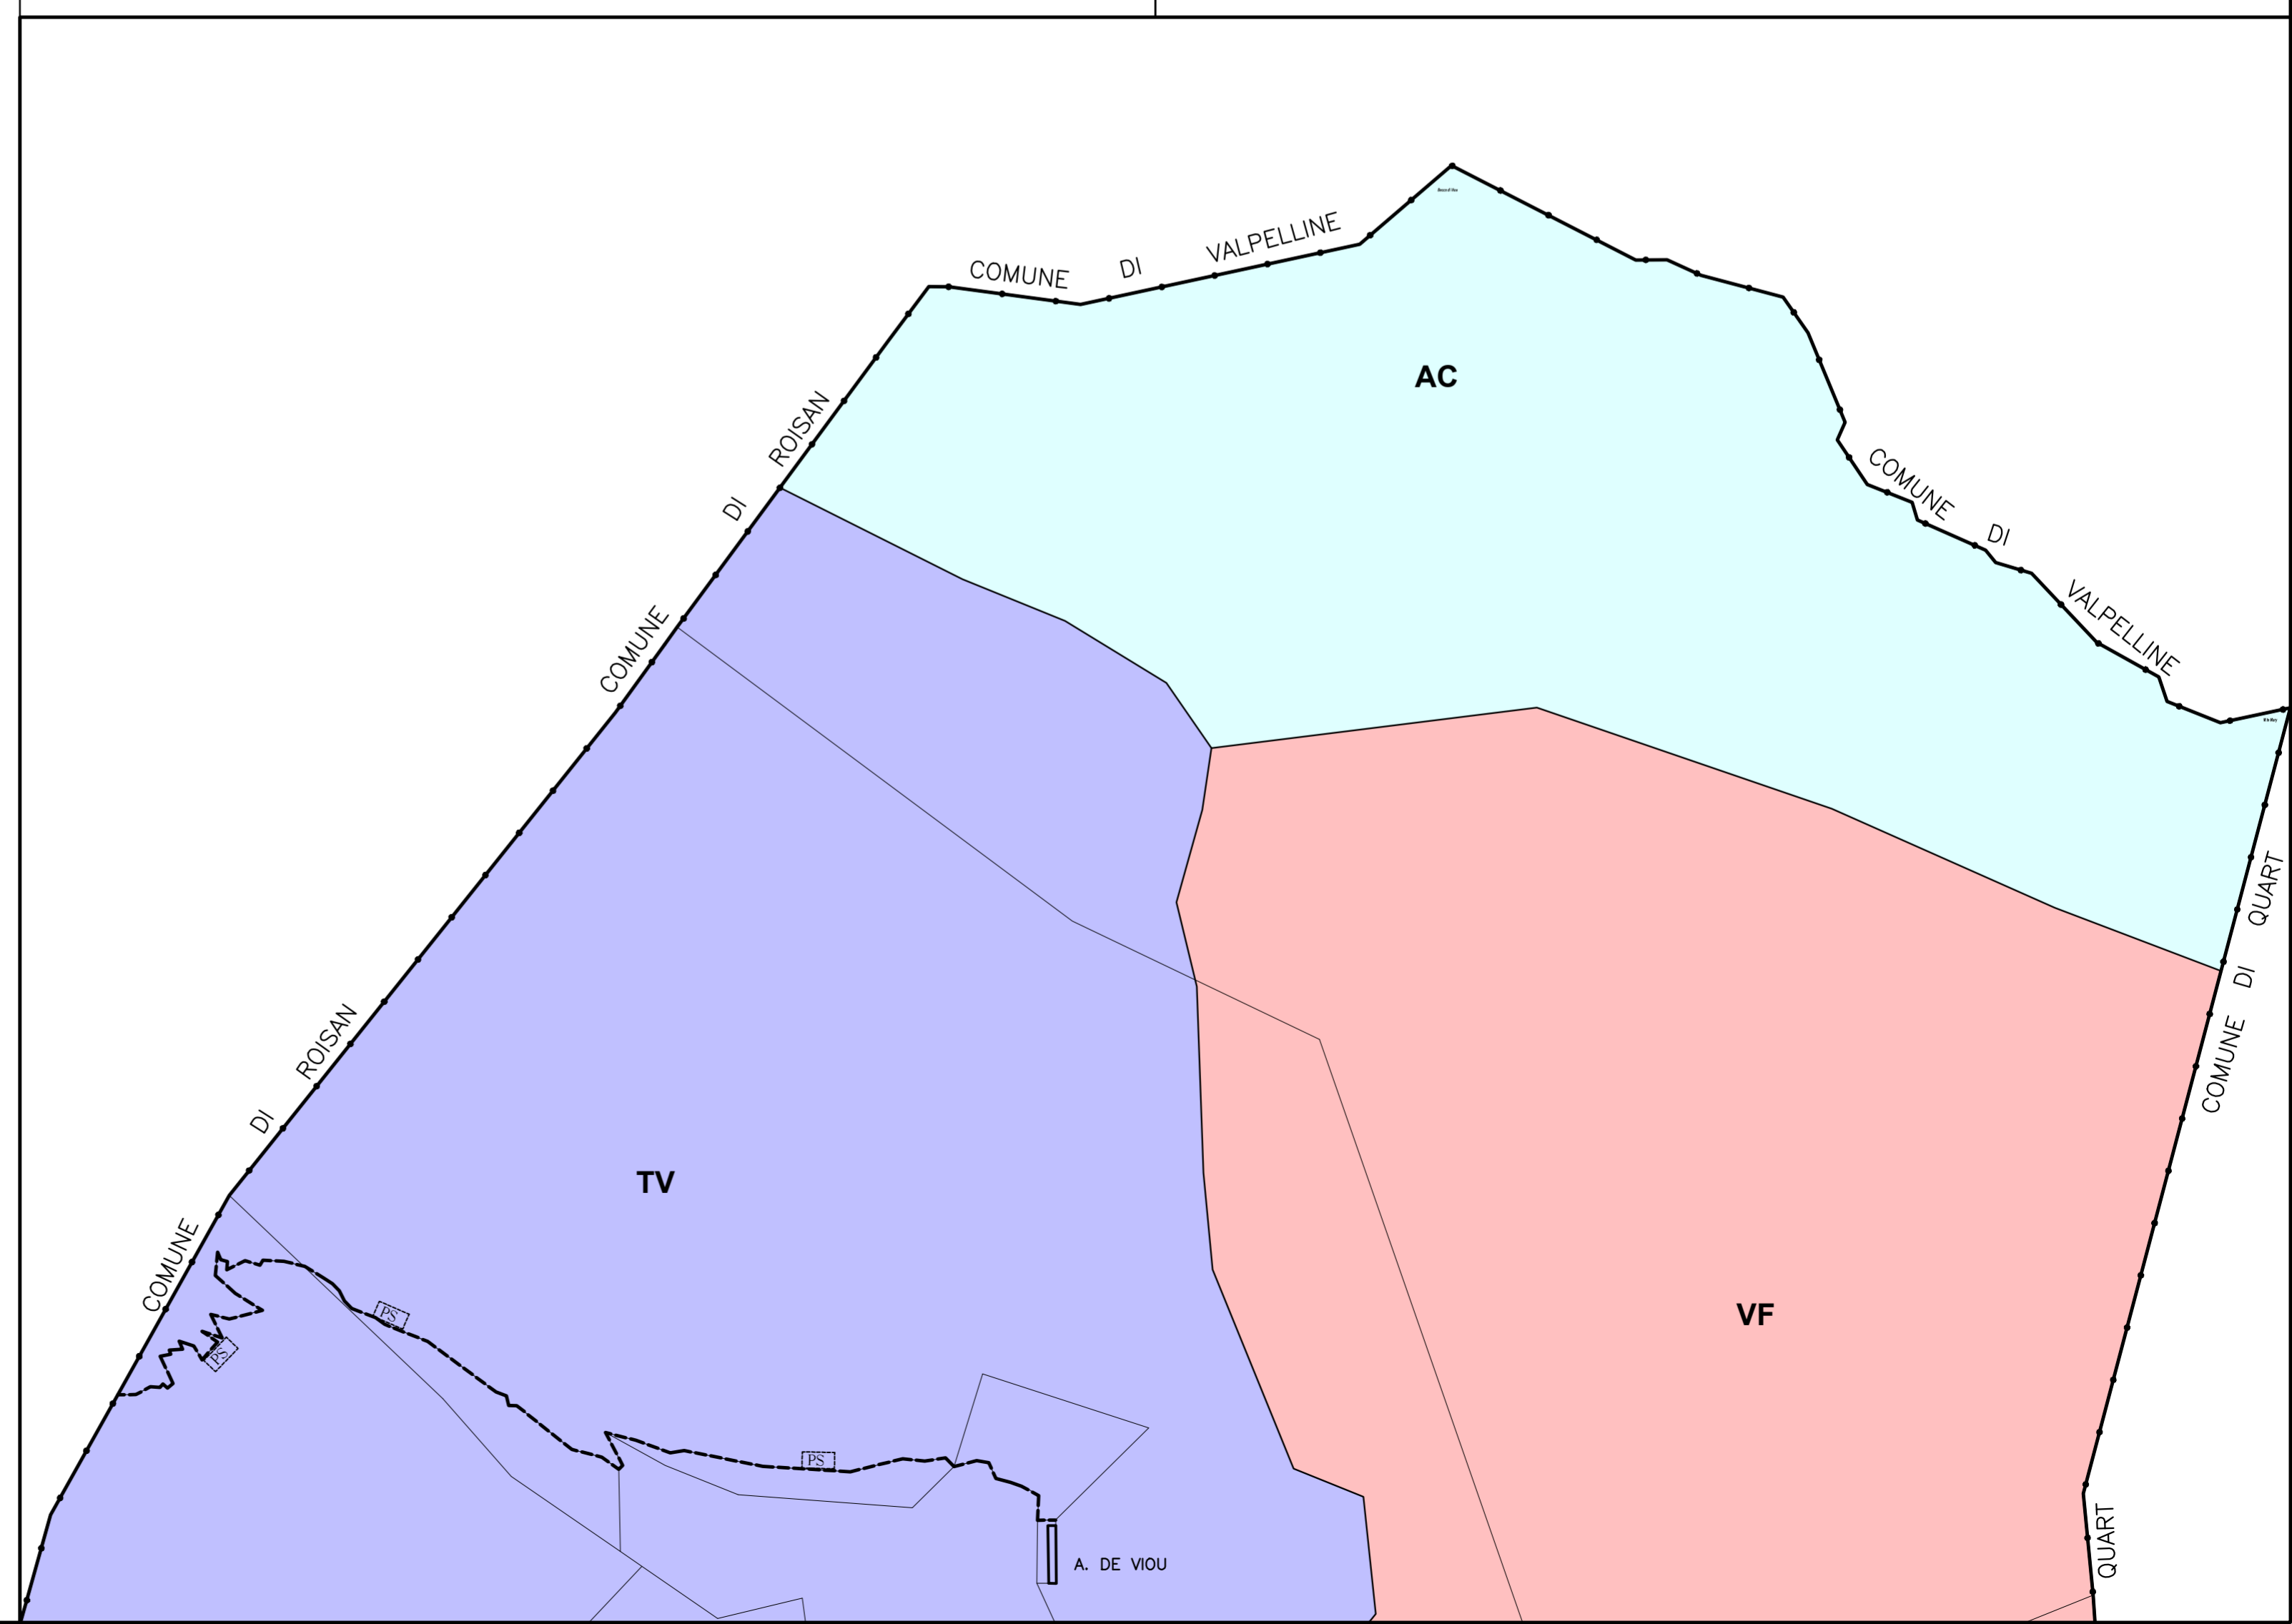 COMUNE DI VALPELLINE
AC
COMUNE DI ROISAN
COMUNE DI VALPELLINE
COMUNE DI QUART
COMUNE DI ROISAN
TV
VF
PS
PS
PS
A. DE VIOU
QUART